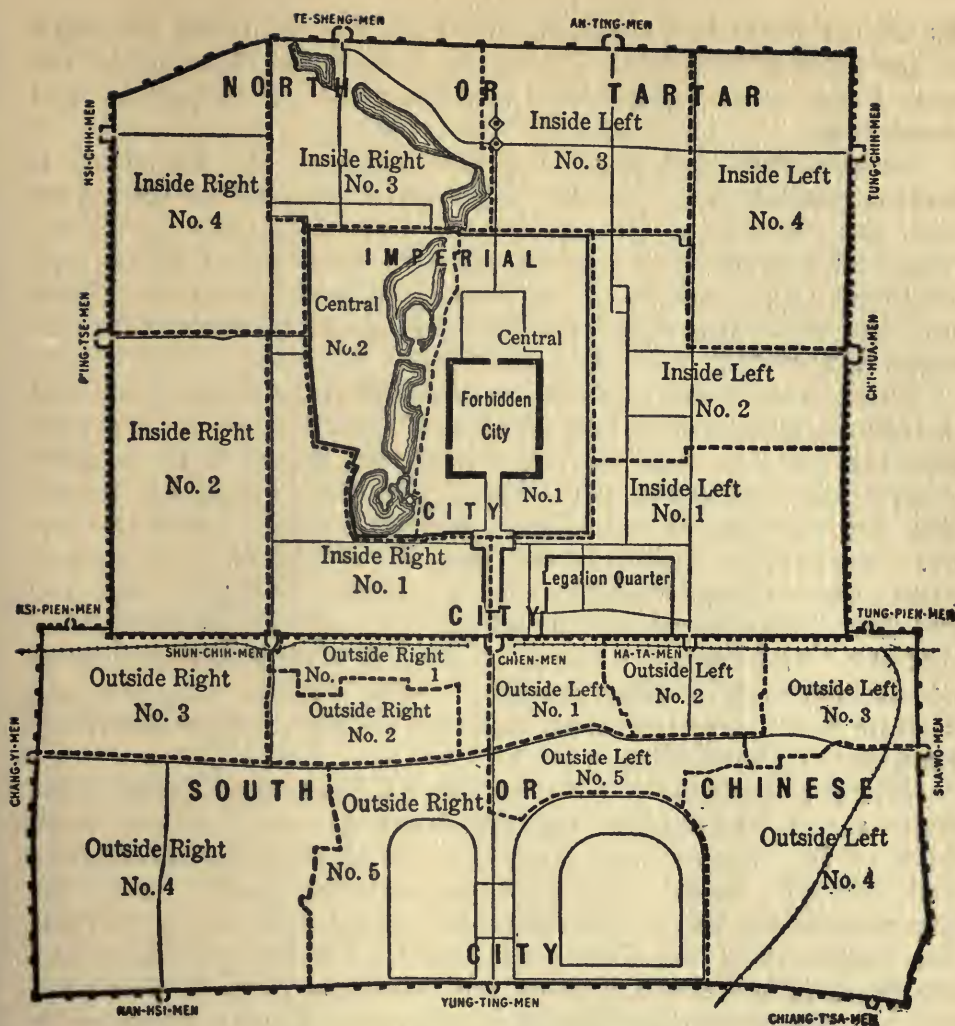 TE-SHENG-MEN
AN-TING-MEN
NORTH OR TARTAR
HSI-CHIH-MEN
TUNG-CHIH-MEN
Inside Left
No. 3
Inside Right
No. 3
Inside Right
No. 4
Inside Left
No. 4
IMPERIAL
Central
No.2
Central
P'ING-TSE-MEN
CH'I-HUA-MEN
Forbidden
City
Inside Left
No. 2
Inside Right
No. 2
No.1
Inside Left
No. 1
CITY
Inside Right
No. 1
Legation Quarter
CITY
HSI-PIEN-MEN
TUNG-PIEN-MEN
SHUN-CHIH-MEN
CHIEN-MEN
HA-TA-MEN
Outside Right
No. 1
Outside Right
No. 3
Outside Right
No. 2
Outside Left
No. 1
Outside Left
No. 2
Outside Left
No. 3
CHANG-YI-MEN
SHA-WO-MEN
Outside Left
No. 5
SOUTH OR CHINESE
Outside Right
No. 5
Outside Right
No. 4
Outside Left
No. 4
CITY
NAN-HSI-MEN
YUNG-TING-MEN
CHIANG-T'SA-MEN